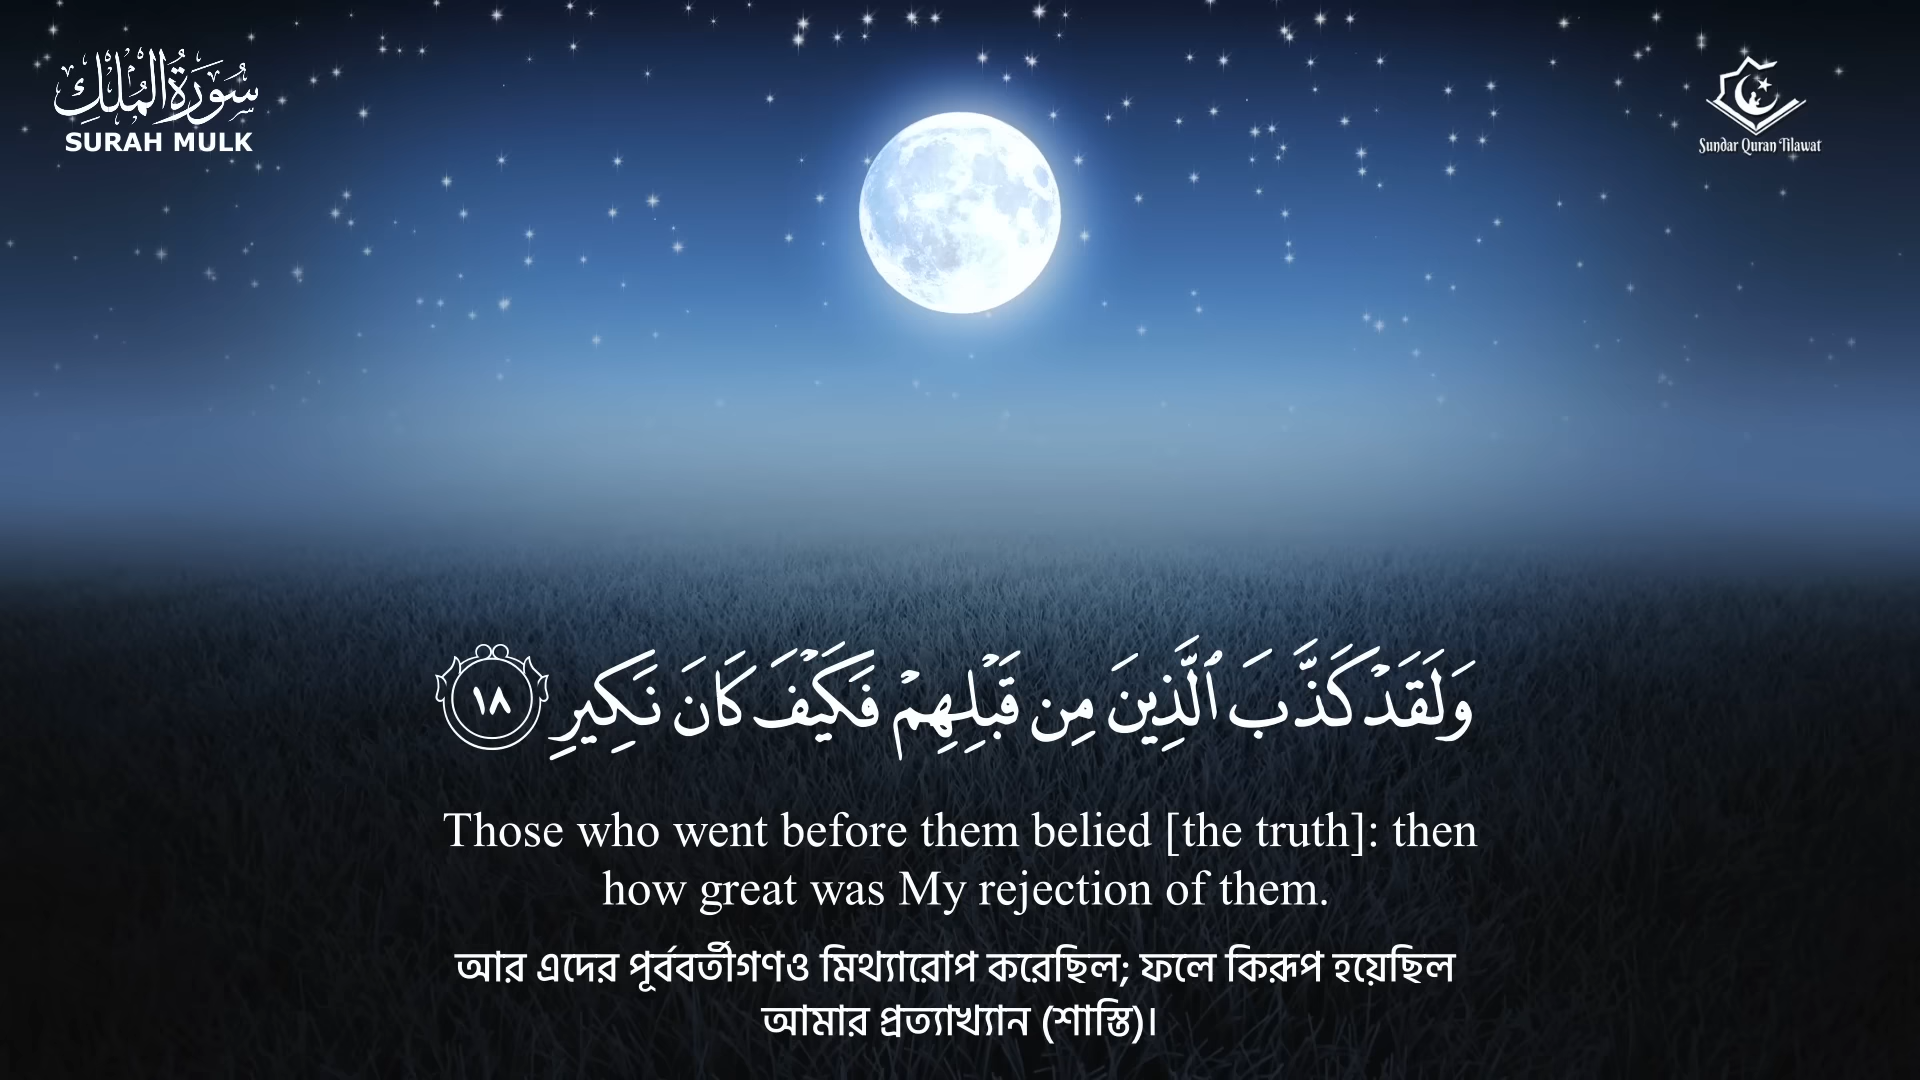 سُورَةُ الْمُلْكِ
SURAH MULK
Sundar Quran Tilawat
وَلَقَدْ كَذَّبَ ٱلَّذِينَ مِن قَبْلِهِمْ فَكَيْفَ كَانَ نَكِيرِ ١٨
Those who went before them belied [the truth]: then
how great was My rejection of them.
আর এদের পূর্ববর্তীগণও মিথ্যারোপ করেছিল; ফলে কিরূপ হয়েছিল
আমার প্রত্যাখ্যান (শাস্তি)।